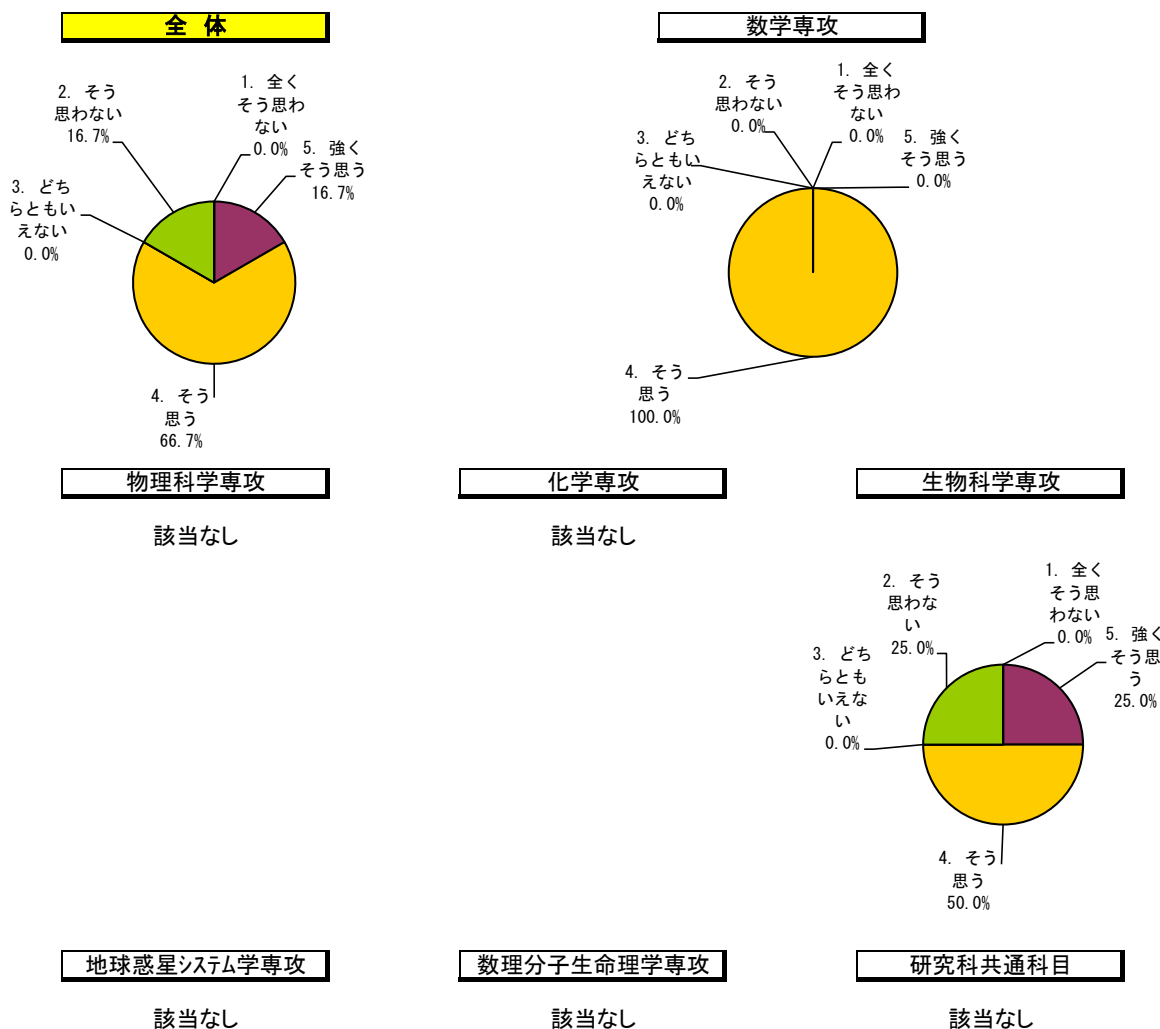 全 体
1. 全く
そう思わ
ない
0.0%
2. そう
思わない
16.7%
3. どち
らともい
えない
0.0%
5. 強く
そう思う
16.7%
4. そう
思う
66.7%
数学専攻
1. 全く
そう思わ
ない
0.0%
2. そう
思わない
0.0%
3. どち
らともい
えない
0.0%
5. 強く
そう思う
0.0%
4. そう
思う
100.0%
物理科学専攻
該当なし
化学専攻
該当なし
生物科学専攻
1. 全く
そう思
わない
0.0%
2. そう
思わな
い
25.0%
3. どち
らとも
いえな
い
0.0%
5. 強く
そう思
う
25.0%
4. そう
思う
50.0%
地球惑星システム学専攻
該当なし
数理分子生命理学専攻
該当なし
研究科共通科目
該当なし